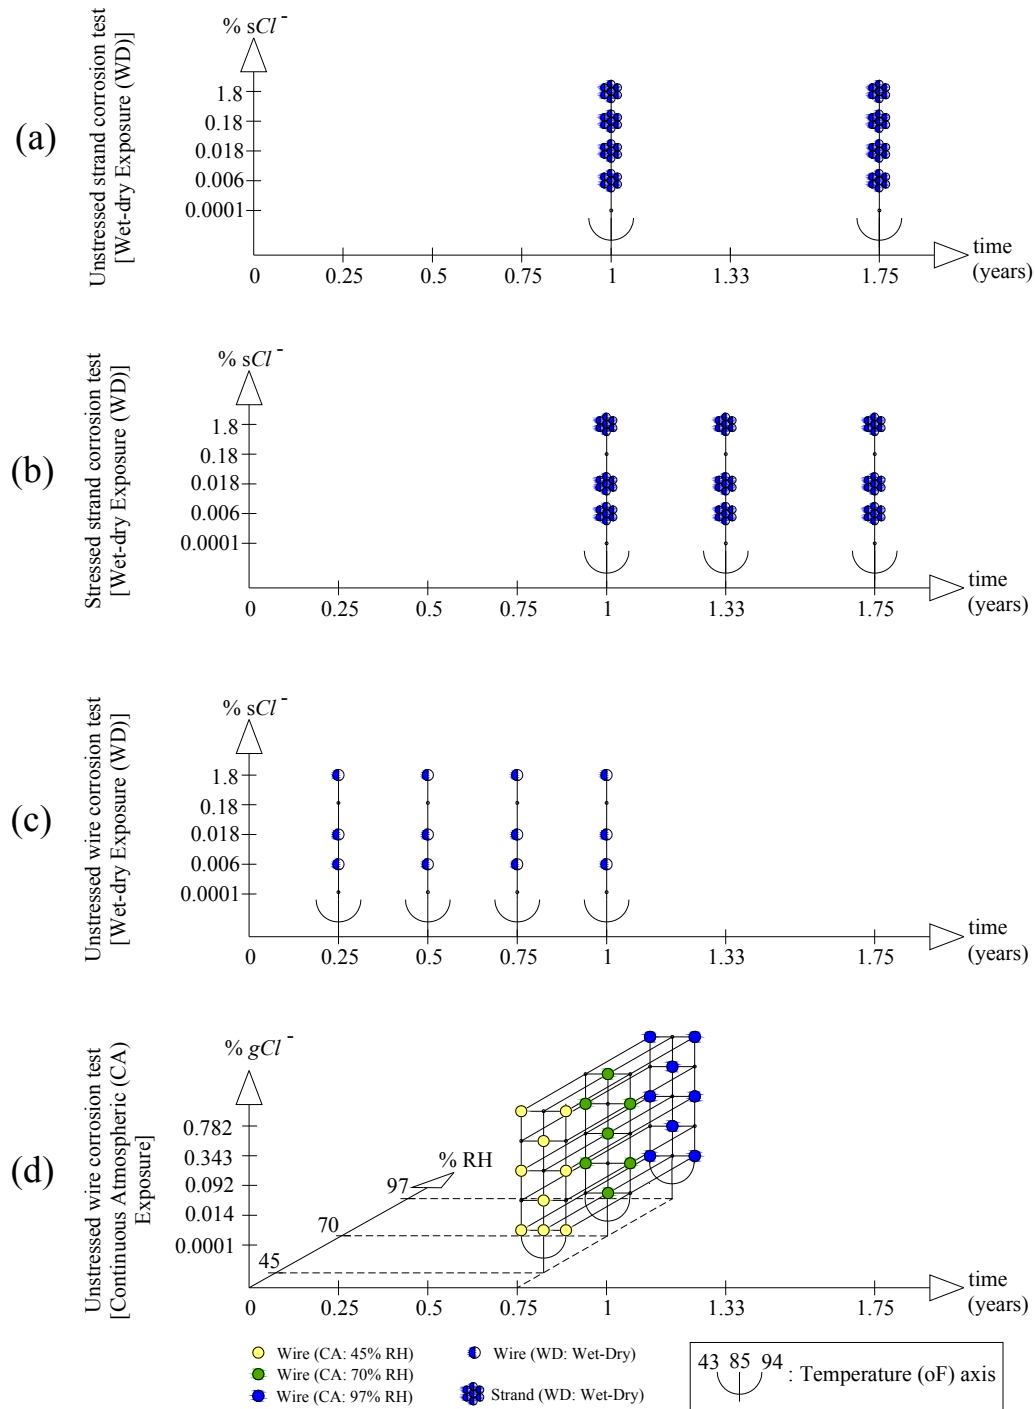 (a)
Unstressed strand corrosion test
[Wet-dry Exposure (WD)]
% sCl -
1.8
0.18
0.018
0.006
0.0001
0 0.25 0.5 0.75 1 1.33 1.75
time
(years)
(b)
Stressed strand corrosion test
[Wet-dry Exposure (WD)]
% sCl -
1.8
0.18
0.018
0.006
0.0001
0 0.25 0.5 0.75 1 1.33 1.75
time
(years)
(c)
Unstressed wire corrosion test
[Wet-dry Exposure (WD)]
% sCl -
1.8
0.18
0.018
0.006
0.0001
0 0.25 0.5 0.75 1 1.33 1.75
time
(years)
(d)
Unstressed wire corrosion test
[Continuous Atmospheric (CA)
Exposure]
% gCl -
0.782
0.343
0.092
0.014
0.0001
% RH
97
70
45
0 0.25 0.5 0.75 1 1.33 1.75
time
(years)
Wire (CA: 45% RH)
Wire (CA: 70% RH)
Wire (CA: 97% RH)
Wire (WD: Wet-Dry)
Strand (WD: Wet-Dry)
43 85 94
: Temperature (oF) axis